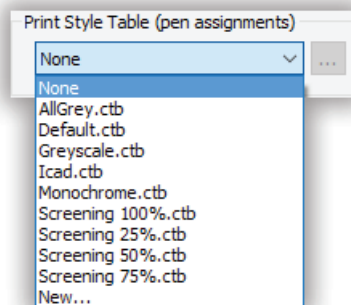 Print Style Table (pen assignments)
None
...
None
AllGrey.ctb
Default.ctb
Greyscale.ctb
Icad.ctb
Monochrome.ctb
Screening 100%.ctb
Screening 25%.ctb
Screening 50%.ctb
Screening 75%.ctb
New...